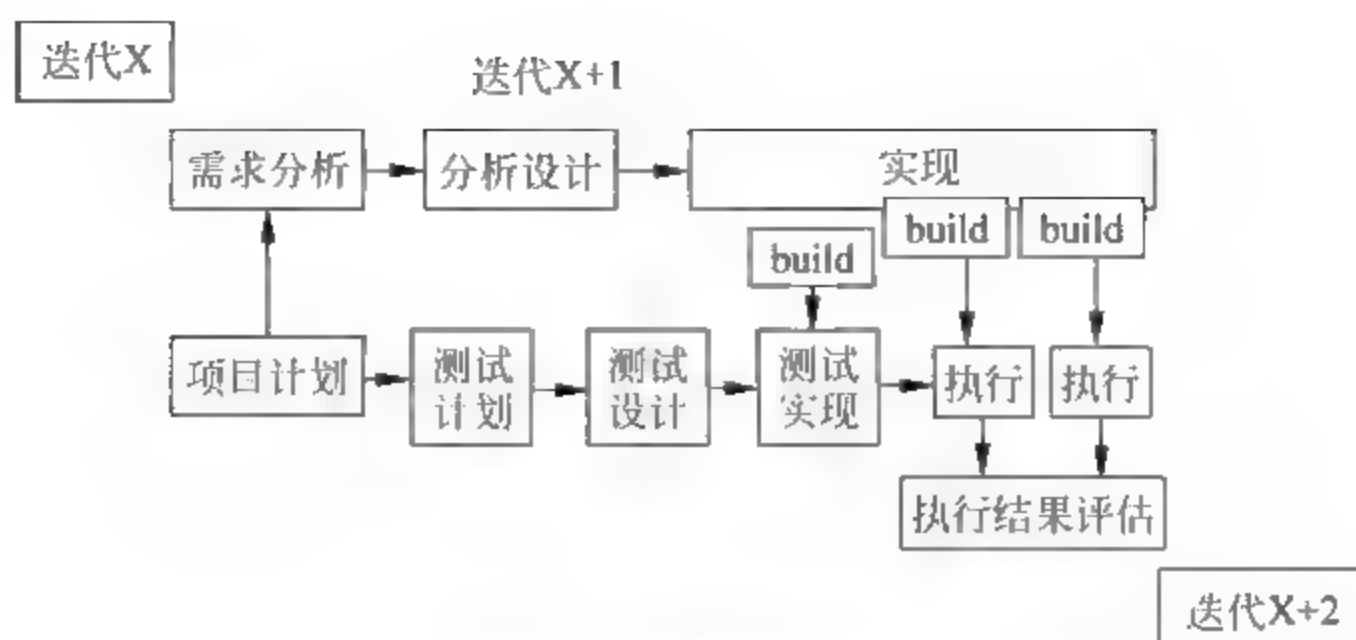 迭代X
迭代X+1
需求分析
分析设计
实现
build
build
build
项目计划
测试
计划
测试
设计
测试
实现
执行
执行
执行结果评估
迭代X+2